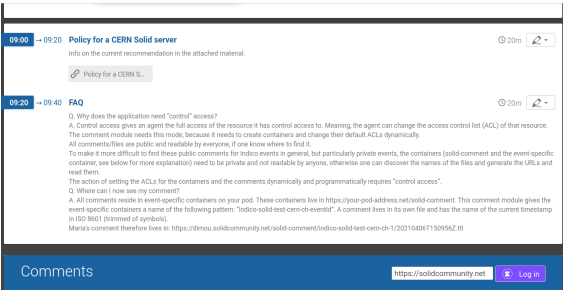 09:00 → 09:20 Policy for a CERN Solid server 20m
Info on the current recommendation in the attached material.
Policy for a CERN S...
09:20 → 09:40 FAQ 20m
Q. Why does the application need "control" access?
A. Control access gives an agent the full access of the resource it has control access to. Meaning, the agent can change the access control list (ACL) of that resource.
The comment module needs this mode, because it needs to create containers and change their default ACLs dynamically.
All comments/files are public and readable by everyone, if one know where to find it.
To make it more difficult to find these public comments for Indico events in general, but particularly private events, the containers (solid-comment and the event-specific
container, see below for more explanation) need to be private and not readable by anyone, otherwise one can discover the names of the files and generate the URLs and
read them.
The action of setting the ACLs for the containers and the comments dynamically and programmatically requires "control access".
Q. Where can I now see my comment?
A. All comments reside in event-specific containers on your pod. These containers live in https://your-pod-address.net/solid-comment. This comment module gives the
event-specific containers a name of the following pattern: "indico-solid-test-cern-ch-eventId". A comment lives in its own file and has the name of the current timestamp
in ISO 8601 (trimmed of symbols).
Maria's comment therefore lives in: https://dimou.solidcommunity.net/solid-comment/indico-solid-test-cern-ch-1/20210406T150956Z.ttl
Comments
https://solidcommunity.net
Log in